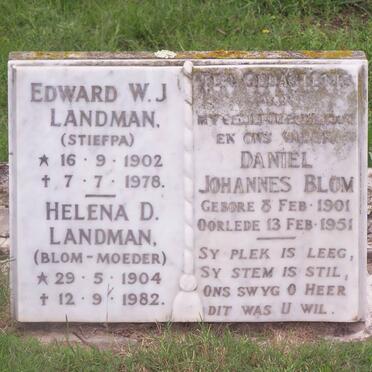 EDWARD W.J
LANDMAN,
(STIEFPA)
★ 16·9·1902
† 7·7·1978.
HELENA D.
LANDMAN,
(BLOM-MOEDER)
★ 29·5·1904
† 12·9·1982.
EN ONS
DANIEL
JOHANNES BLOM
GEBORE 8 FEB·1901
OORLEDE 13 FEB·1951
SY PLEK IS LEEG,
SY STEM IS STIL,
ONS SWYG O HEER
DIT WAS U WIL.